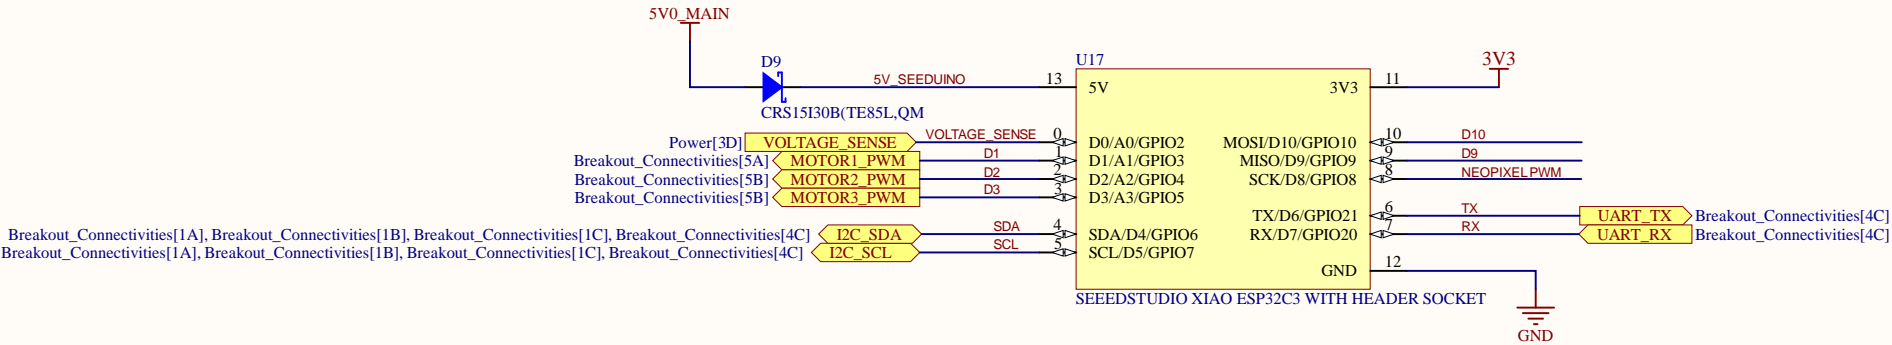 5V0_MAIN
D9
CRS15I30B(TE85L,QM
5V_SEEDUINO
13
U17
5V
3V3
11
3V3
Power[3D] VOLTAGE_SENSE VOLTAGE_SENSE 0 D0/A0/GPIO2
Breakout_Connectivities[5A] MOTOR1_PWM D1 1 D1/A1/GPIO3
Breakout_Connectivities[5B] MOTOR2_PWM D2 2 D2/A2/GPIO4
Breakout_Connectivities[5B] MOTOR3_PWM D3 3 D3/A3/GPIO5
Breakout_Connectivities[1A], Breakout_Connectivities[1B], Breakout_Connectivities[1C], Breakout_Connectivities[4C] I2C_SDA SDA 4 SDA/D4/GPIO6
Breakout_Connectivities[1A], Breakout_Connectivities[1B], Breakout_Connectivities[1C], Breakout_Connectivities[4C] I2C_SCL SCL 5 SCL/D5/GPIO7
MOSI/D10/GPIO10 10 D10
MISO/D9/GPIO9 9 D9
SCK/D8/GPIO8 8 NEOPIXELPWM
TX/D6/GPIO21 6 TX UART_TX Breakout_Connectivities[4C]
RX/D7/GPIO20 7 RX UART_RX Breakout_Connectivities[4C]
GND 12
SEEEDSTUDIO XIAO ESP32C3 WITH HEADER SOCKET
GND